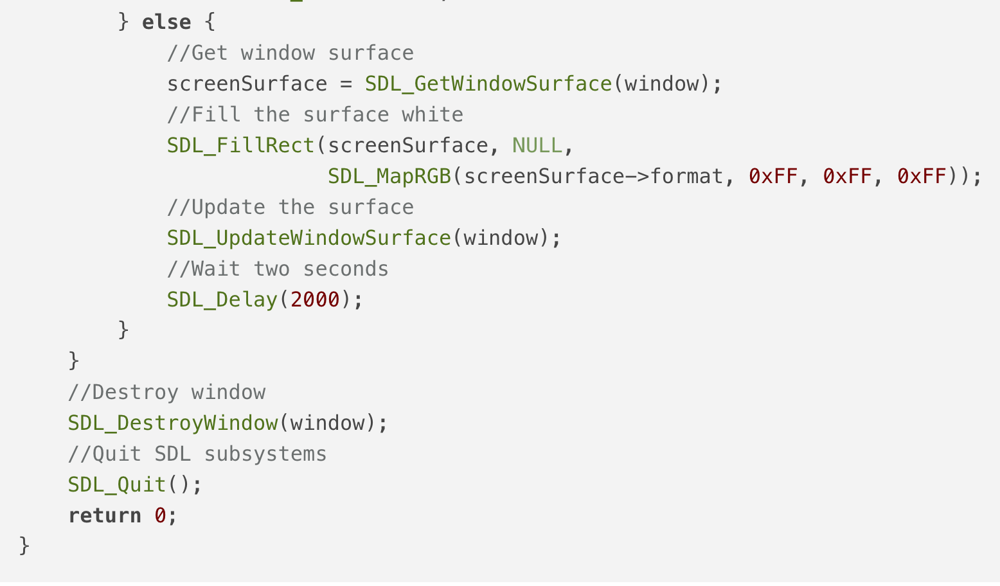 } else {
//Get window surface
screenSurface = SDL_GetWindowSurface(window);
//Fill the surface white
SDL_FillRect(screenSurface, NULL,
SDL_MapRGB(screenSurface->format, 0xFF, 0xFF, 0xFF));
//Update the surface
SDL_UpdateWindowSurface(window);
//Wait two seconds
SDL_Delay(2000);
}
}
//Destroy window
SDL_DestroyWindow(window);
//Quit SDL subsystems
SDL_Quit();
return 0;
}